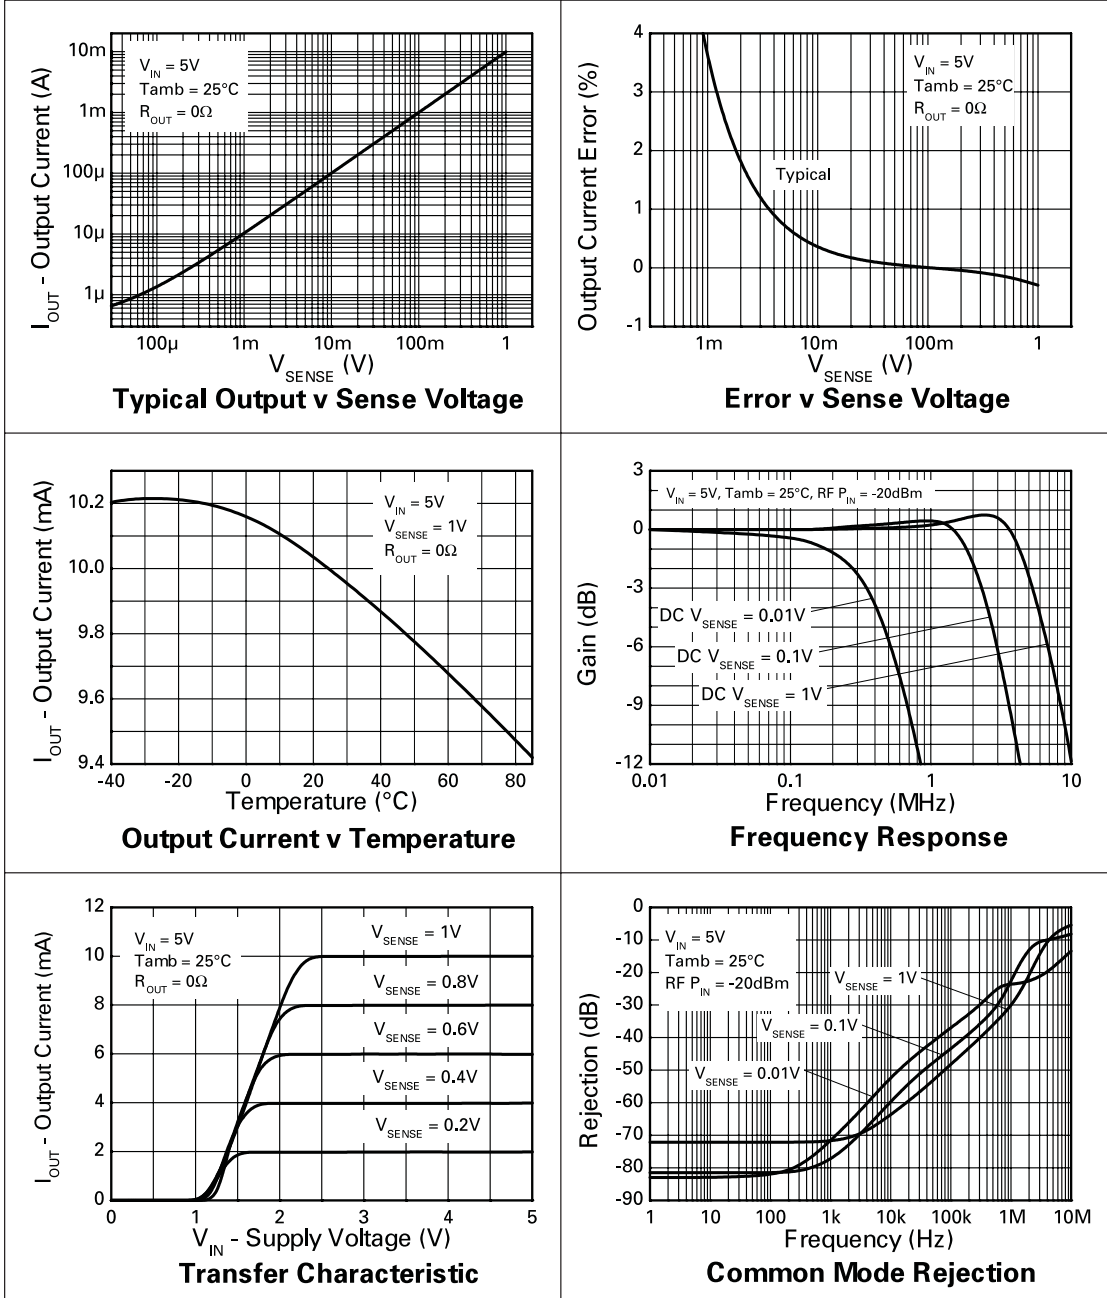 10m
1m
100µ
10µ
1µ
I_OUT - Output Current (A)
V_IN = 5V
Tamb = 25°C
R_OUT = 0Ω
100µ 1m 10m 100m 1
V_SENSE (V)
Typical Output v Sense Voltage
4
3
2
1
0
-1
Output Current Error (%)
V_IN = 5V
Tamb = 25°C
R_OUT = 0Ω
Typical
1m 10m 100m 1
V_SENSE (V)
Error v Sense Voltage
10.2
10.0
9.8
9.6
9.4
I_OUT - Output Current (mA)
V_IN = 5V
V_SENSE = 1V
R_OUT = 0Ω
-40 -20 0 20 40 60 80
Temperature (°C)
Output Current v Temperature
3
0
-3
-6
-9
-12
Gain (dB)
V_IN = 5V, Tamb = 25°C, RF P_IN = -20dBm
DC V_SENSE = 0.01V
DC V_SENSE = 0.1V
DC V_SENSE = 1V
0.01 0.1 1 10
Frequency (MHz)
Frequency Response
12
10
8
6
4
2
0
I_OUT - Output Current (mA)
V_IN = 5V
Tamb = 25°C
R_OUT = 0Ω
V_SENSE = 1V
V_SENSE = 0.8V
V_SENSE = 0.6V
V_SENSE = 0.4V
V_SENSE = 0.2V
0 1 2 3 4 5
V_IN - Supply Voltage (V)
Transfer Characteristic
0
-10
-20
-30
-40
-50
-60
-70
-80
-90
Rejection (dB)
V_IN = 5V
Tamb = 25°C
RF P_IN = -20dBm
V_SENSE = 1V
V_SENSE = 0.1V
V_SENSE = 0.01V
1 10 100 1k 10k 100k 1M 10M
Frequency (Hz)
Common Mode Rejection